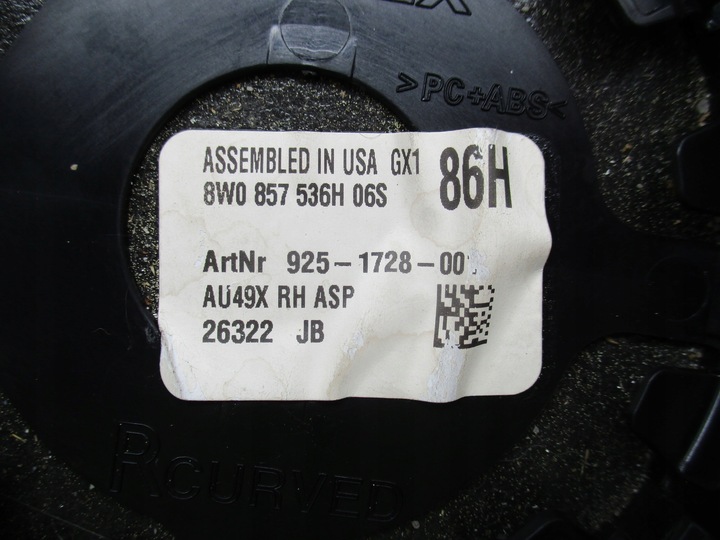 >PC+ABS<
ASSEMBLED IN USA GX1 86H
8W0 857 536H 06S
ArtNr 925-1728-00
AU49X RH ASP
26322 JB
R CURVED